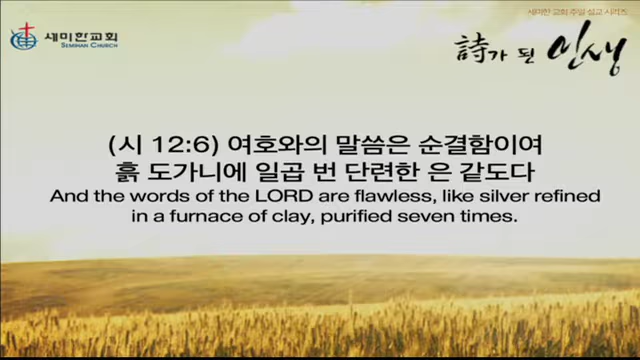 새미한교회
SEMIHAN CHURCH
새미한 교회 주일 설교 시리즈
詩가 된 인생
(시 12:6) 여호와의 말씀은 순결함이여
흙 도가니에 일곱 번 단련한 은 같도다
And the words of the LORD are flawless, like silver refined
in a furnace of clay, purified seven times.